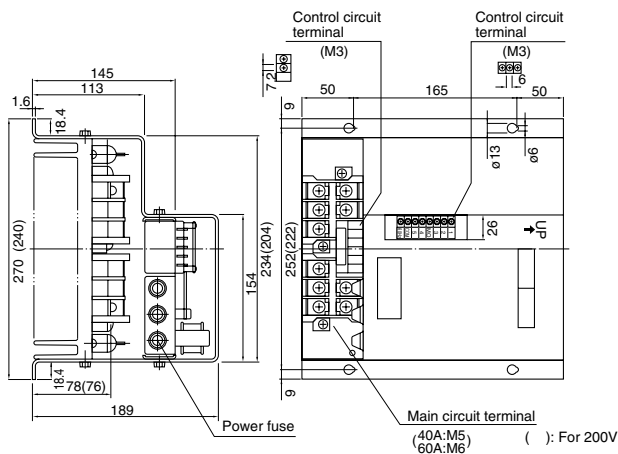 Control circuit
terminal
(M3)
Control circuit
terminal
(M3)
145
113
1.6
18.4
7.2
9
50
165
50
6
ø13
ø6
270 (240)
234(204)
252(222)
154
26
UP
18.4
78(76)
189
9
Power fuse
Main circuit terminal
(40A:M5
60A:M6)
( ): For 200V